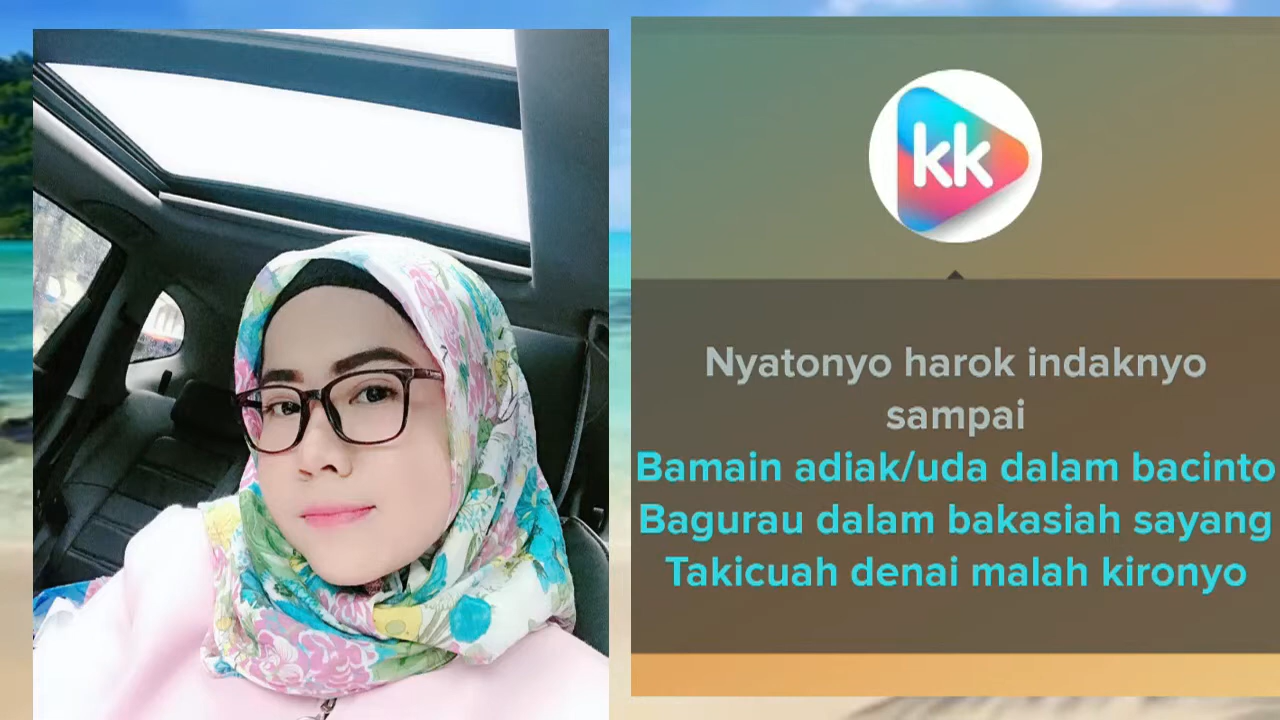 kk
Nyatonyo harok indaknyo
sampai
Bamain adiak/uda dalam bacinto
Bagurau dalam bakasiah sayang
Takicuah denai malah kironyo